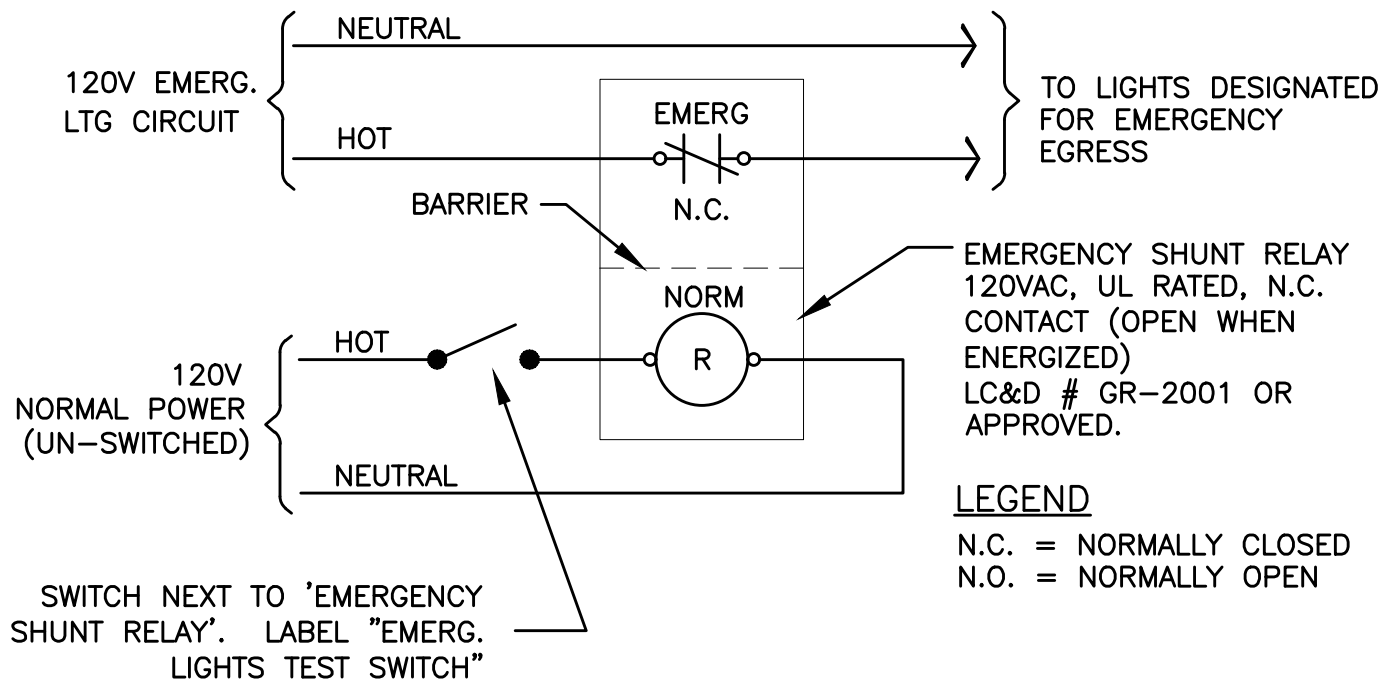 NEUTRAL
120V EMERG.
LTG CIRCUIT
HOT
EMERG
N.C.
TO LIGHTS DESIGNATED
FOR EMERGENCY
EGRESS
BARRIER
NORM
R
EMERGENCY SHUNT RELAY
120VAC, UL RATED, N.C.
CONTACT (OPEN WHEN
ENERGIZED)
LC&D # GR-2001 OR
APPROVED.
HOT
120V
NORMAL POWER
(UN-SWITCHED)
NEUTRAL
LEGEND
N.C. = NORMALLY CLOSED
N.O. = NORMALLY OPEN
SWITCH NEXT TO 'EMERGENCY
SHUNT RELAY'. LABEL "EMERG.
LIGHTS TEST SWITCH"